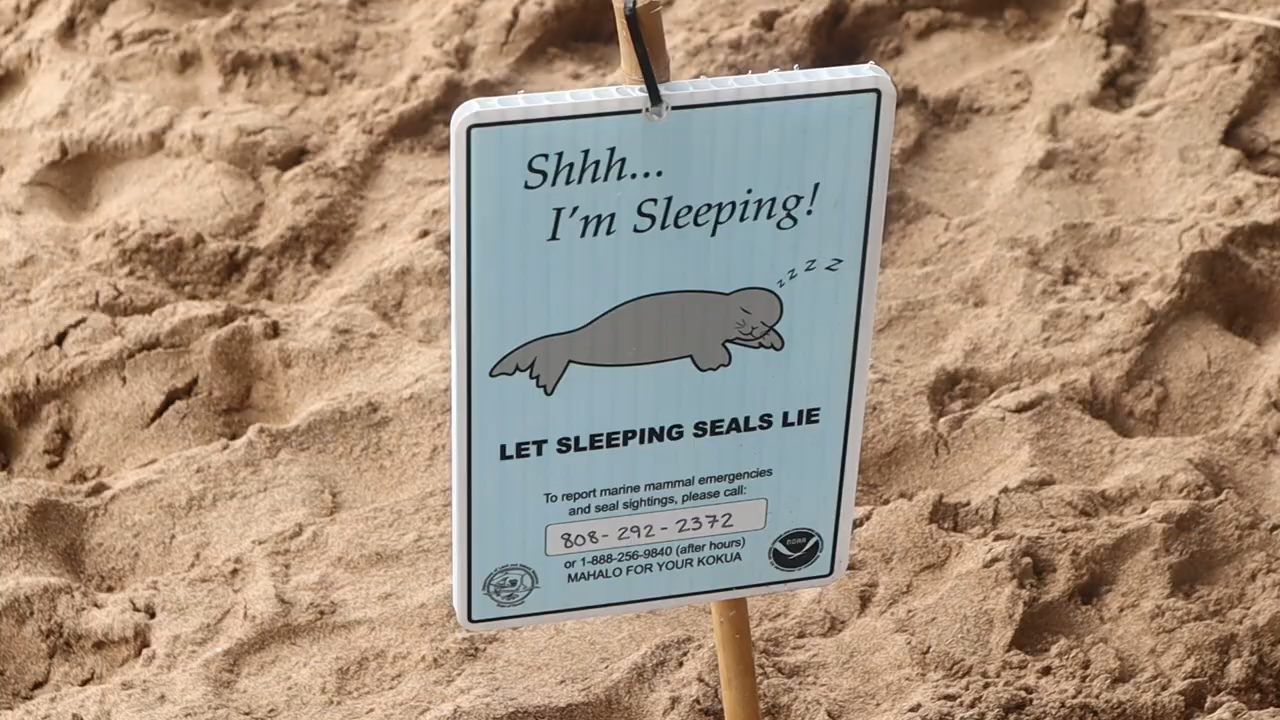 Shhh...
I'm Sleeping!
z z z z
LET SLEEPING SEALS LIE
To report marine mammal emergencies
and seal sightings, please call:
808-292-2372
or 1-888-256-9840 (after hours)
MAHALO FOR YOUR KOKUA
NOAA